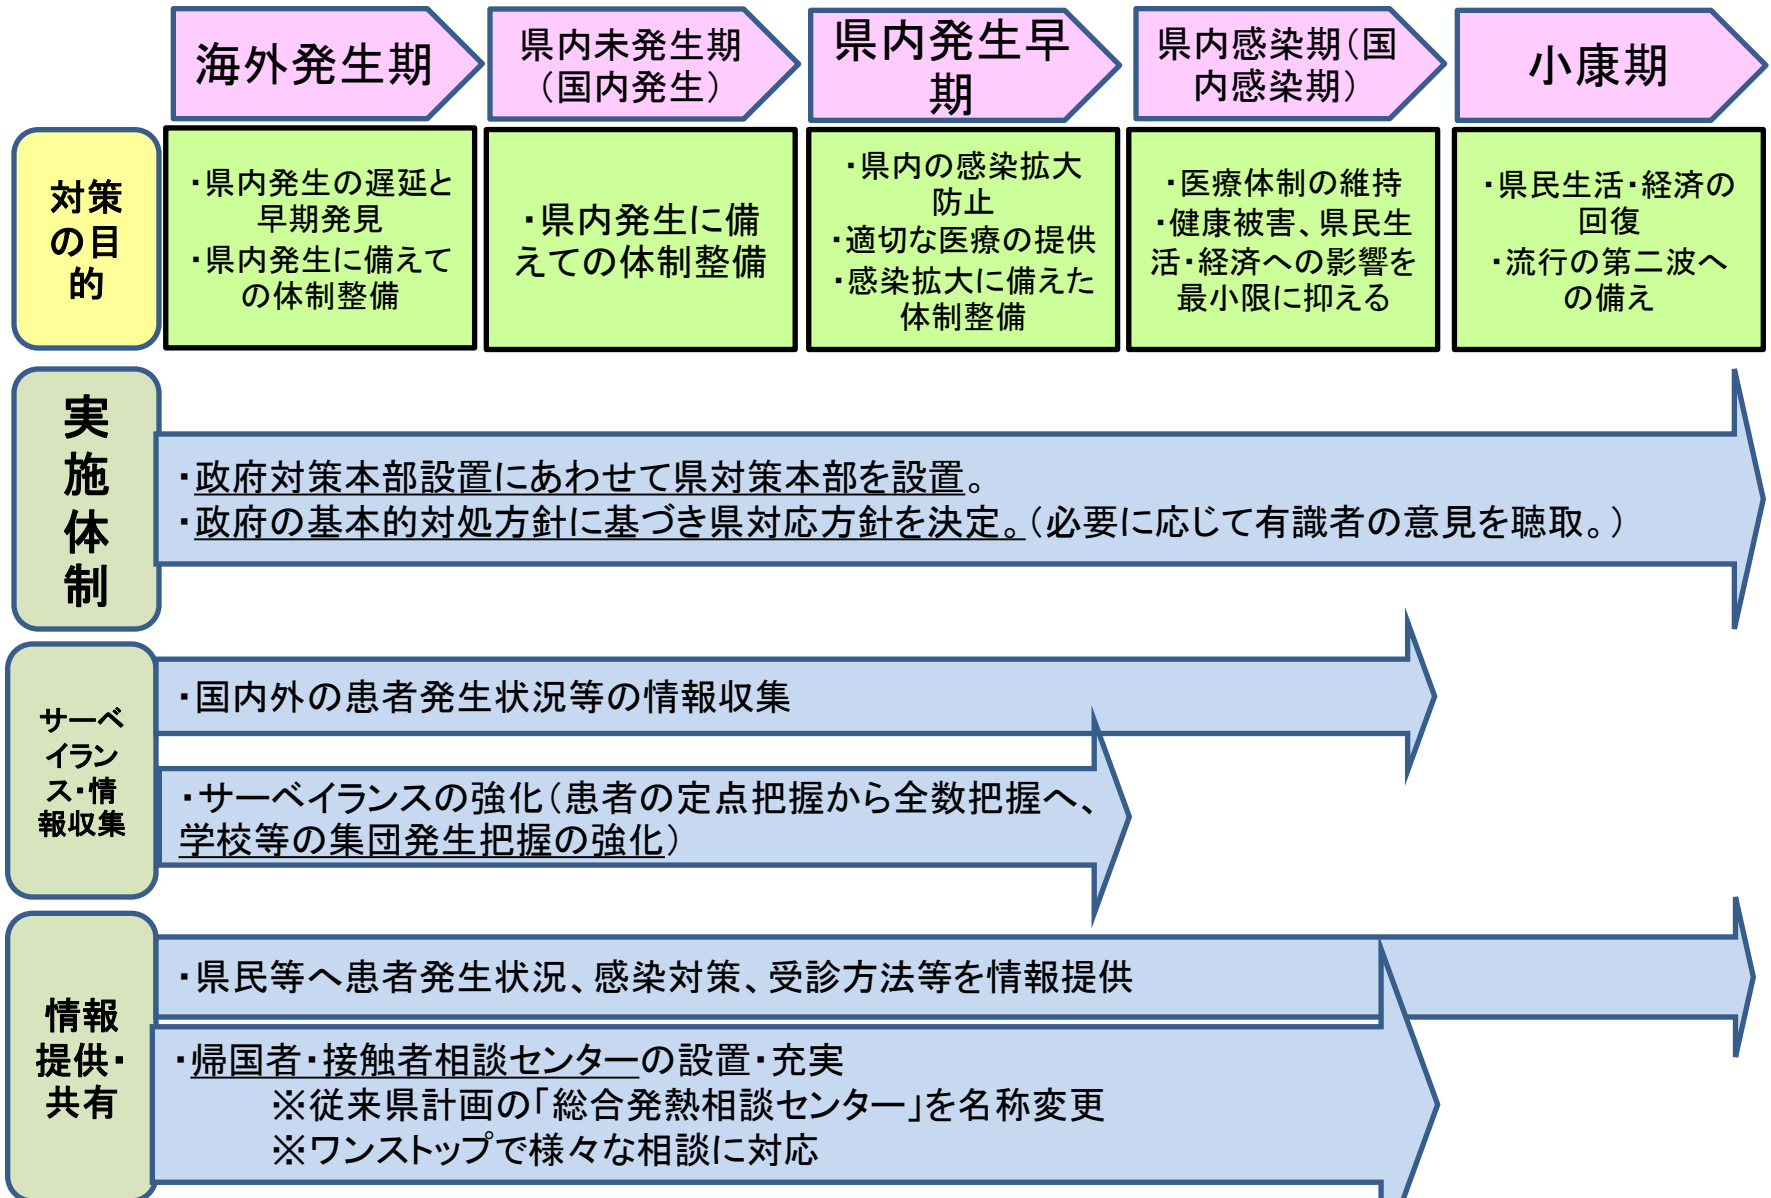 海外発生期
県内未発生期
（国内発生）
県内発生早
期
県内感染期（国
内感染期）
小康期
対策
の目
的
・県内発生の遅延と
早期発見
・県内発生に備えて
の体制整備
・県内発生に備
えての体制整備
・県内の感染拡大
防止
・適切な医療の提供
・感染拡大に備えた
体制整備
・医療体制の維持
・健康被害、県民生
活・経済への影響を
最小限に抑える
・県民生活・経済の
回復
・流行の第二波へ
の備え
実
施
体
制
・政府対策本部設置にあわせて県対策本部を設置。
・政府の基本的対処方針に基づき県対応方針を決定。（必要に応じて有識者の意見を聴取。）
サーベ
イラン
ス・情
報収集
・国内外の患者発生状況等の情報収集
・サーベイランスの強化（患者の定点把握から全数把握へ、
学校等の集団発生把握の強化）
情報
提供・
共有
・県民等へ患者発生状況、感染対策、受診方法等を情報提供
・帰国者・接触者相談センターの設置・充実
※従来県計画の「総合発熱相談センター」を名称変更
※ワンストップで様々な相談に対応